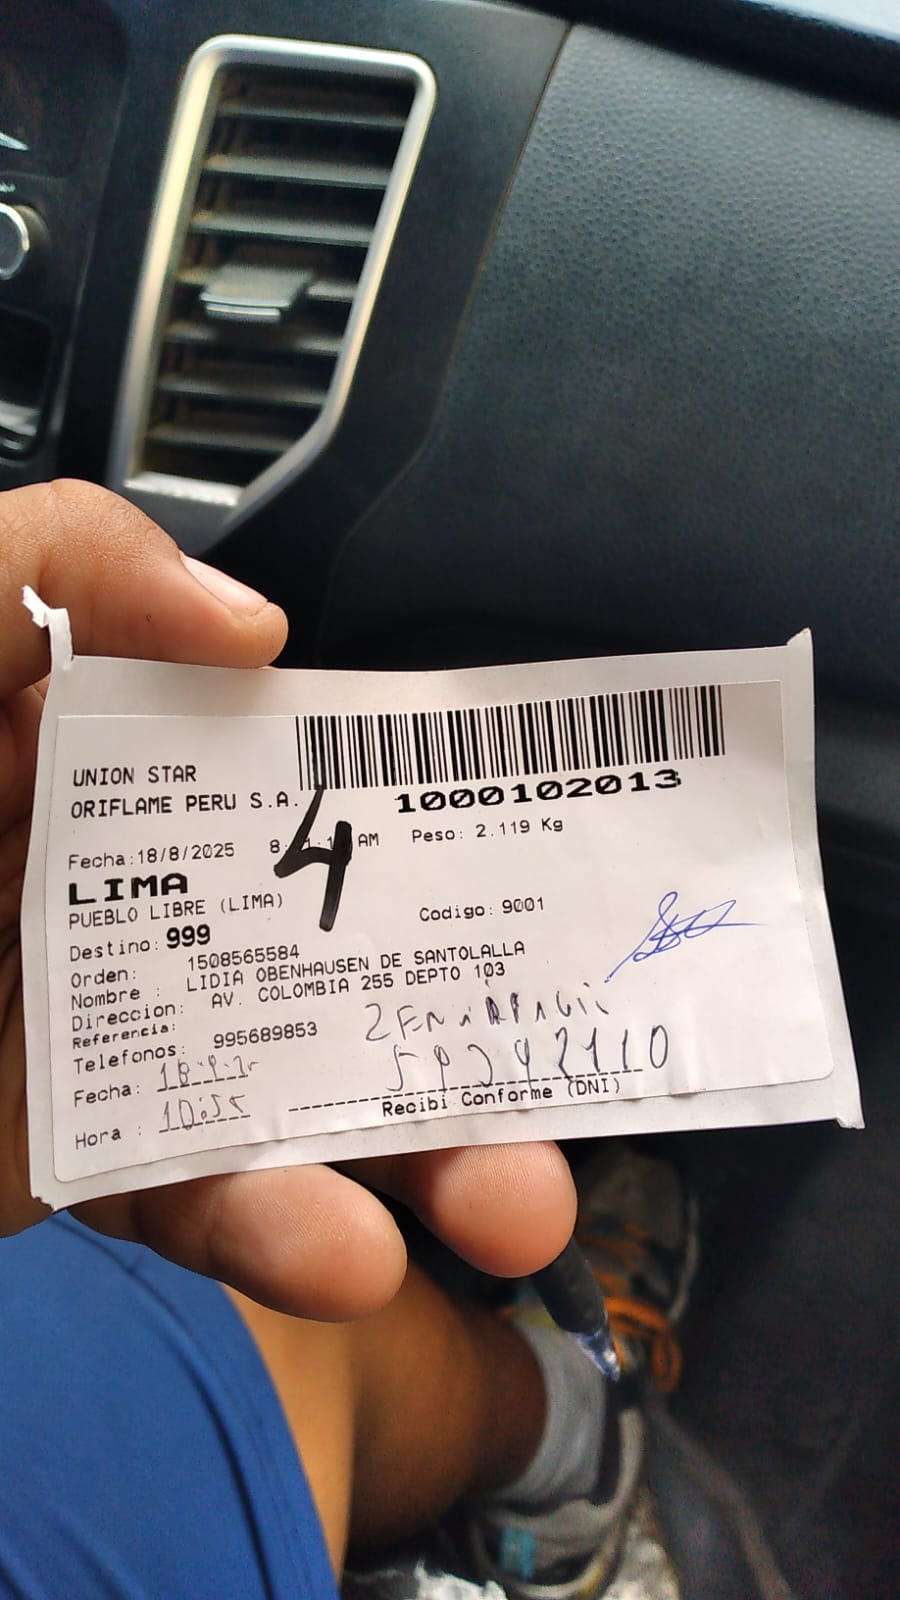 UNION STAR
ORIFLAME PERU S.A.
1000102013
Fecha:18/8/2025 AM Peso: 2.119 Kg
4
LIMA
PUEBLO LIBRE (LIMA)
Codigo: 9001
Destino: 999
Orden: 1508565584
Nombre : LIDIA OBENHAUSEN DE SANTOLALLA
Direccion: AV. COLOMBIA 255 DEPTO 103
Referencia:
Telefonos: 995689853
Fecha:
Hora : 10:55
Recibi Conforme (DNI)